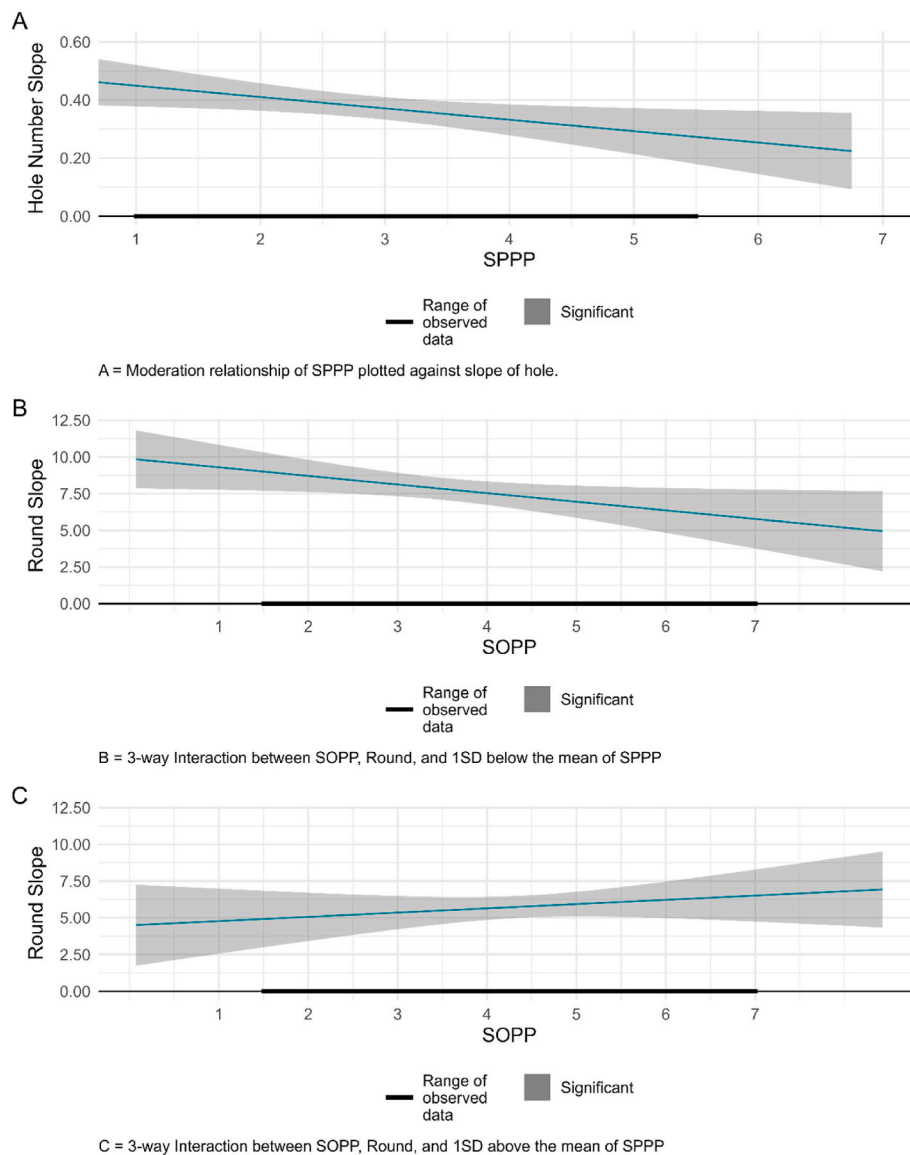 A
0.60
0.40
0.20
0.00
Hole Number Slope
1 2 3 4 5 6 7
SPPP
Range of
observed
data
Significant
A = Moderation relationship of SPPP plotted against slope of hole.
B
12.50
10.00
7.50
5.00
2.50
0.00
Round Slope
1 2 3 4 5 6 7
SOPP
Range of
observed
data
Significant
B = 3-way Interaction between SOPP, Round, and 1SD below the mean of SPPP
C
12.50
10.00
7.50
5.00
2.50
0.00
Round Slope
1 2 3 4 5 6 7
SOPP
Range of
observed
data
Significant
C = 3-way Interaction between SOPP, Round, and 1SD above the mean of SPPP